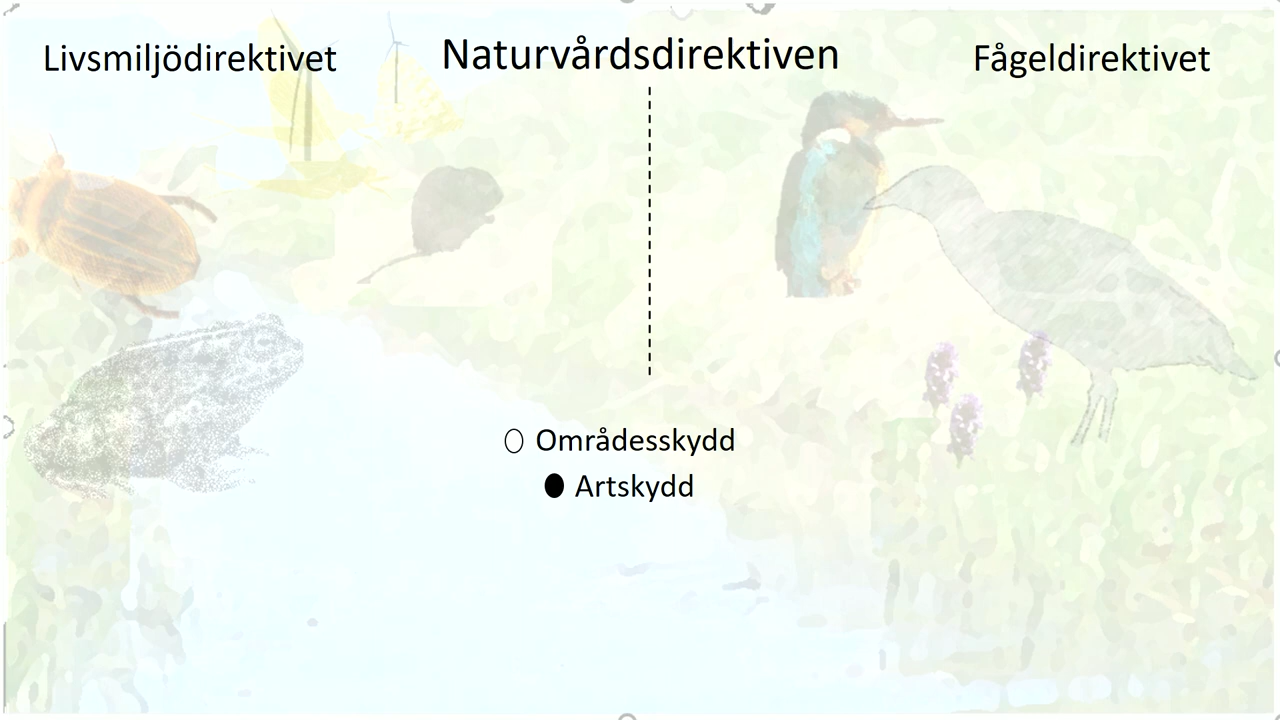 Livsmiljödirektivet
Naturvårdsdirektiven
Fågeldirektivet
Områdesskydd
Artskydd